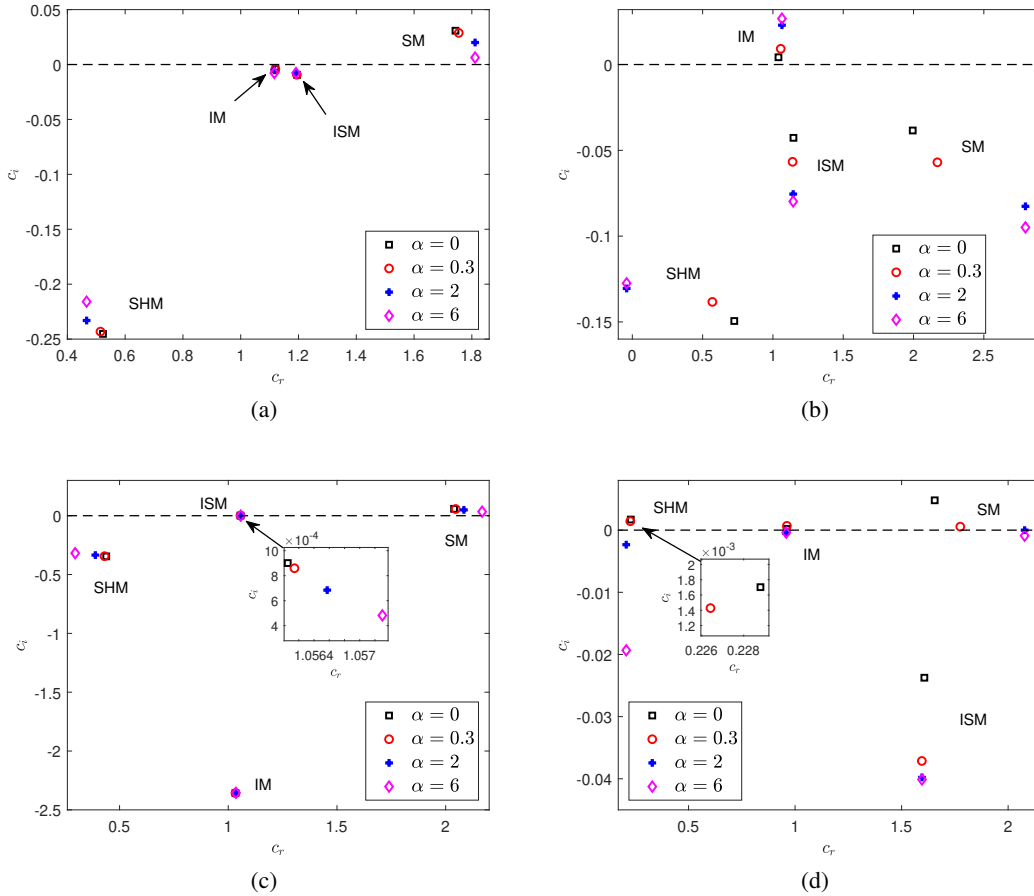 0.05
0
-0.05
-0.1
-0.15
-0.2
-0.25
0.4 0.6 0.8 1 1.2 1.4 1.6 1.8
c_i
c_r
SM
IM
ISM
SHM
α = 0
α = 0.3
α = 2
α = 6
(a)
0
-0.05
-0.1
-0.15
0 0.5 1 1.5 2 2.5
c_i
c_r
IM
SM
ISM
SHM
α = 0
α = 0.3
α = 2
α = 6
(b)
0
-0.5
-1
-1.5
-2
-2.5
0.5 1 1.5 2
c_i
c_r
ISM
SM
SHM
IM
×10⁻⁴
10
8
6
4
1.0564 1.057
c_i
c_r
α = 0
α = 0.3
α = 2
α = 6
(c)
0
-0.01
-0.02
-0.03
-0.04
0.5 1 1.5 2
c_i
c_r
SHM
SM
IM
ISM
×10⁻³
2
1.8
1.6
1.4
1.2
0.226 0.228
c_i
c_r
α = 0
α = 0.3
α = 2
α = 6
(d)